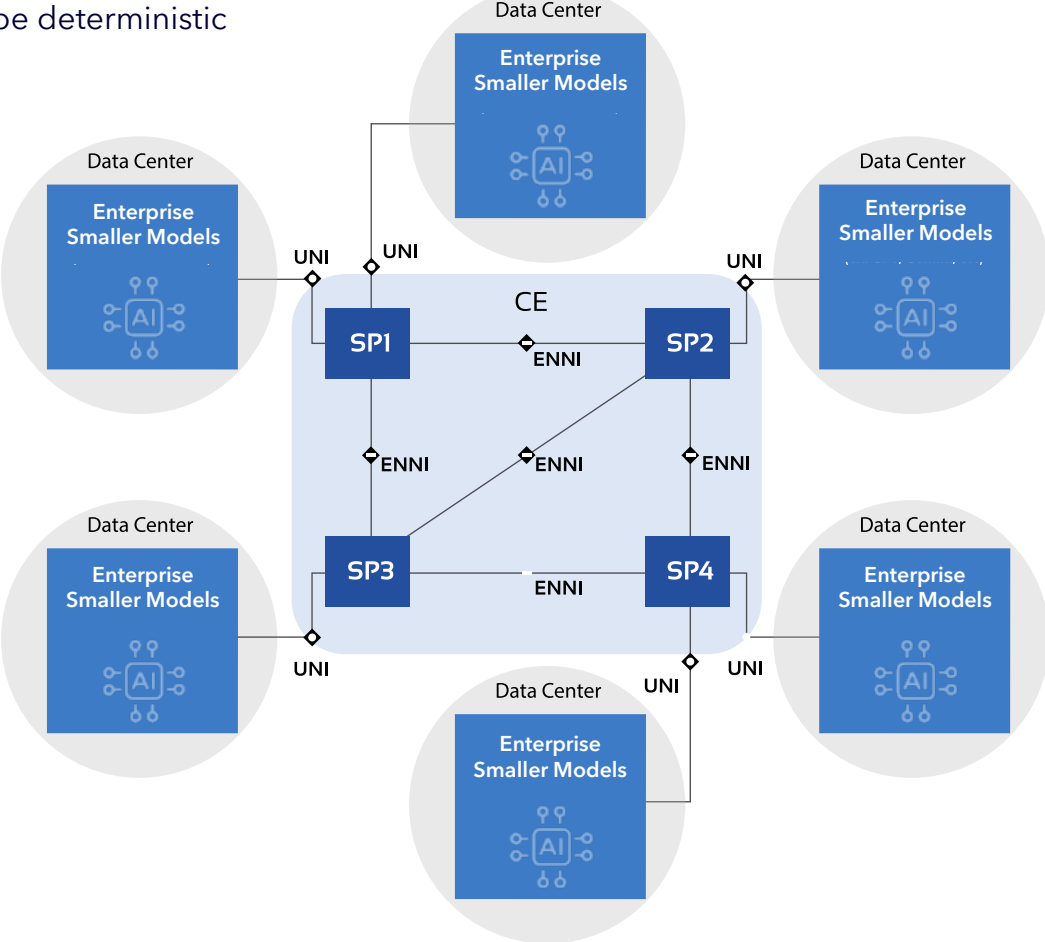 be deterministic
Data Center
Enterprise
Smaller Models
AI
Data Center
Enterprise
Smaller Models
AI
Data Center
Enterprise
Smaller Models
AI
UNI
UNI
UNI
CE
SP1
SP2
ENNI
ENNI
ENNI
ENNI
SP3
SP4
ENNI
Data Center
Enterprise
Smaller Models
AI
Data Center
Enterprise
Smaller Models
AI
UNI
UNI
UNI
Data Center
Enterprise
Smaller Models
AI